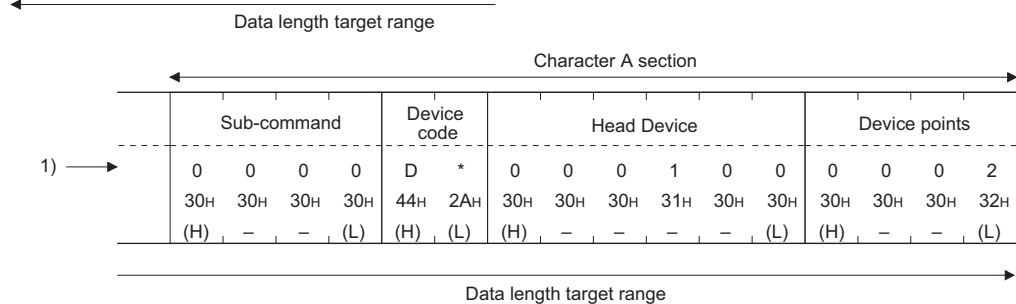 Data length target range
Character A section
Sub-command Device code Head Device Device points
1) 0 0 0 0 D * 0 0 0 1 0 0 0 0 0 2
30H 30H 30H 30H 44H 2AH 30H 30H 30H 31H 30H 30H 30H 30H 30H 32H
(H) – – (L) (H) (L) (H) – – – – (L) (H) – – (L)
Data length target range